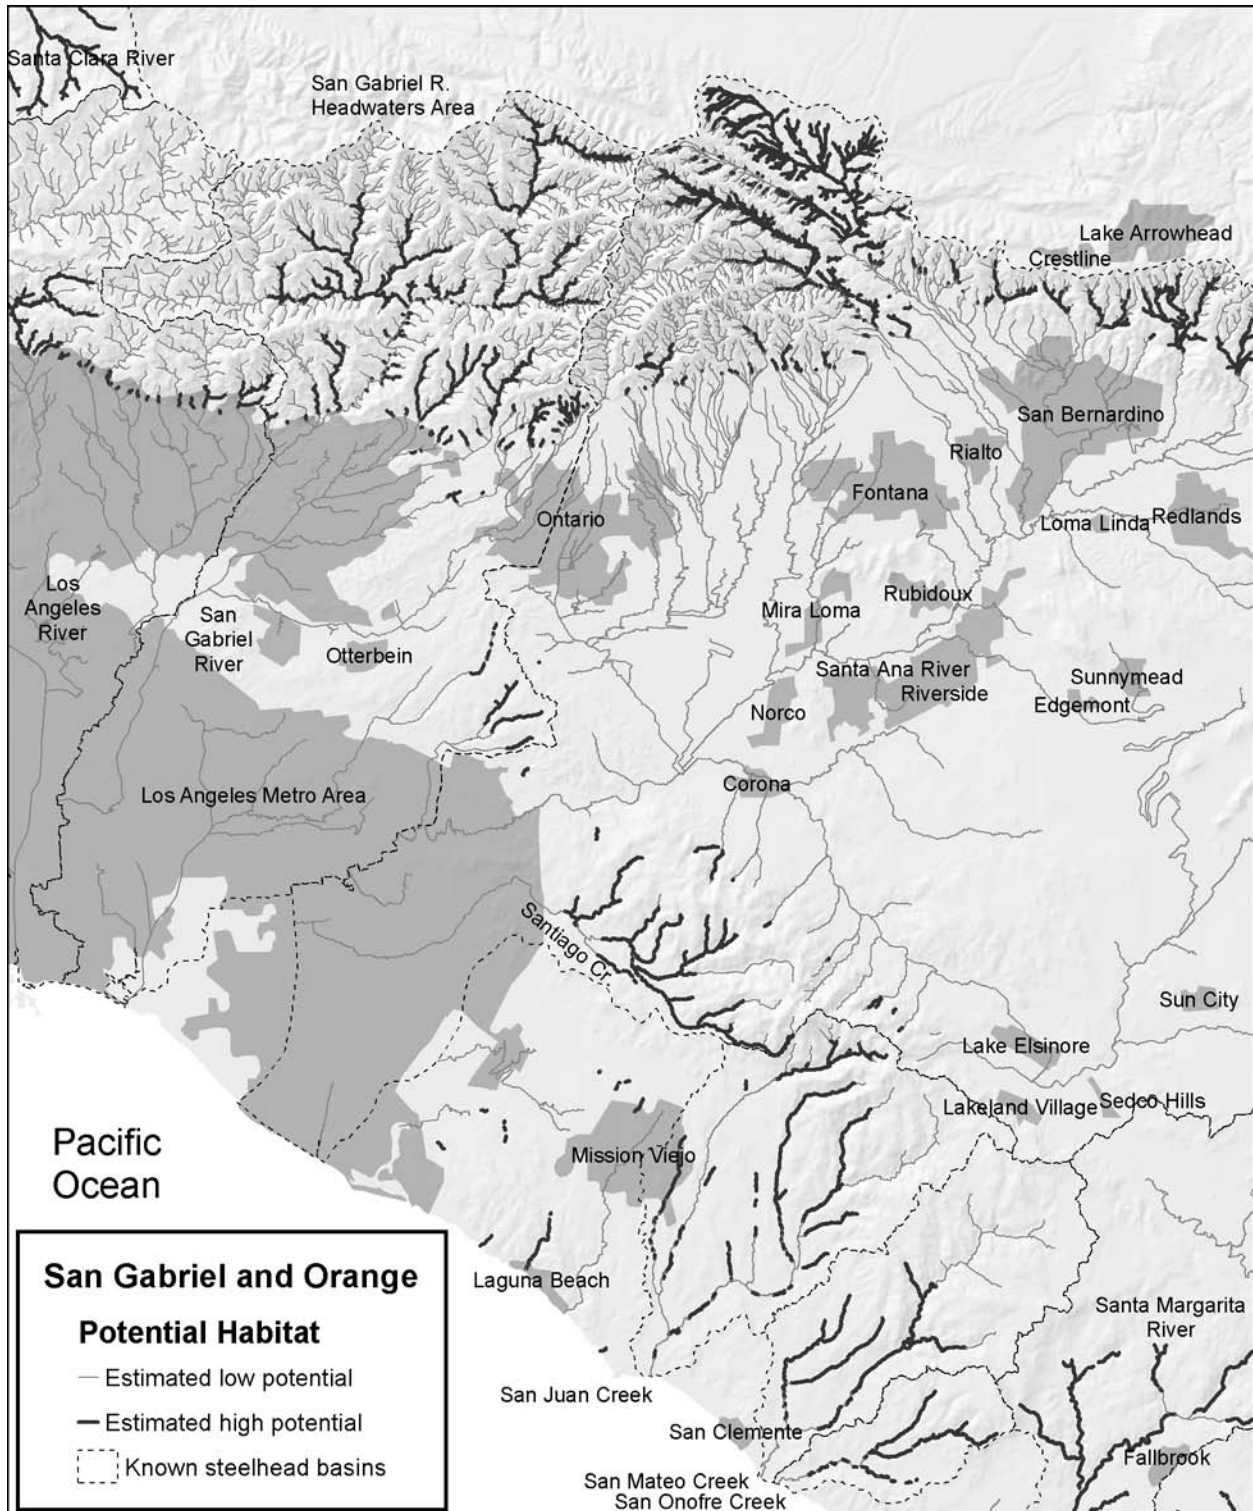 Santa Clara River
San Gabriel R.
Headwaters Area
Lake Arrowhead
Crestline
San Bernardino
Rialto
Fontana
Ontario
Loma Linda
Redlands
Los
Angeles
River
San
Gabriel
River
Otterbein
Mira Loma
Rubidoux
Santa Ana River
Riverside
Sunnymead
Edgemont
Norco
Corona
Los Angeles Metro Area
Santiago Cr.
Sun City
Lake Elsinore
Lakeland Village
Sedco Hills
Pacific
Ocean
Mission Viejo
Laguna Beach
Santa Margarita
River
San Juan Creek
San Clemente
Fallbrook
San Mateo Creek
San Onofre Creek
San Gabriel and Orange
Potential Habitat
Estimated low potential
Estimated high potential
Known steelhead basins